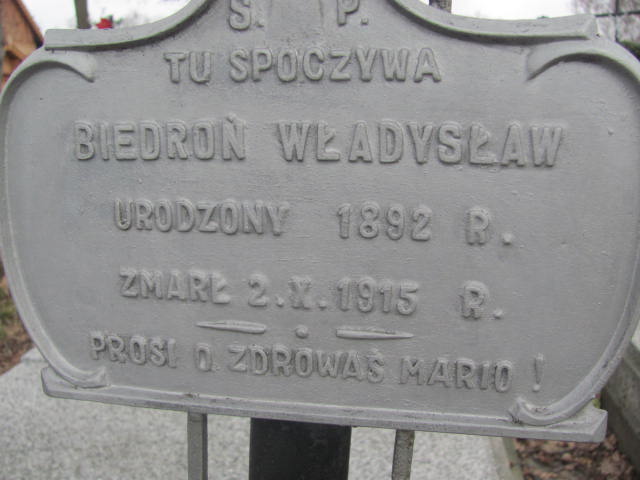 Ś. P.
TU SPOCZYWA
BIEDROŃ WŁADYSŁAW
URODZONY 1892 R.
ZMARŁ 2.X.1915 R.
PROSI O ZDROWAŚ MARIO!